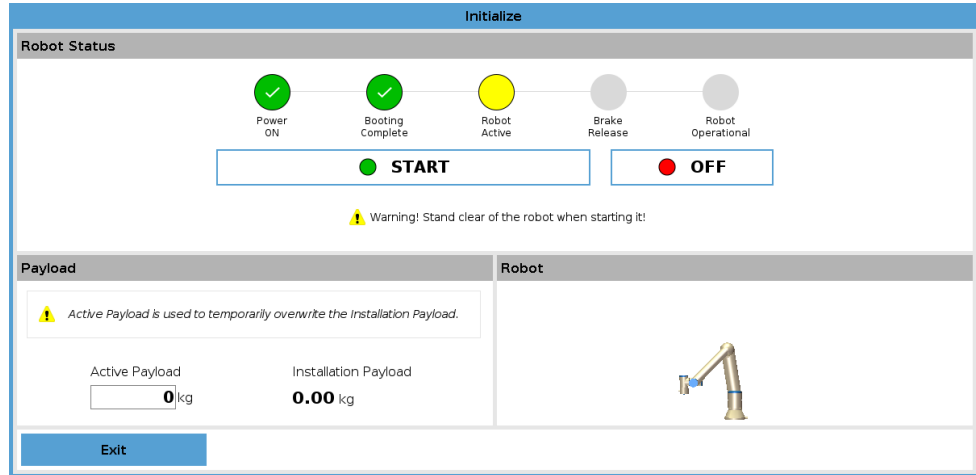 Initialize
Robot Status
Power
ON
Booting
Complete
Robot
Active
Brake
Release
Robot
Operational
START
OFF
Warning! Stand clear of the robot when starting it!
Payload
Active Payload is used to temporarily overwrite the Installation Payload.
Active Payload
0 kg
Installation Payload
0.00 kg
Robot
Exit